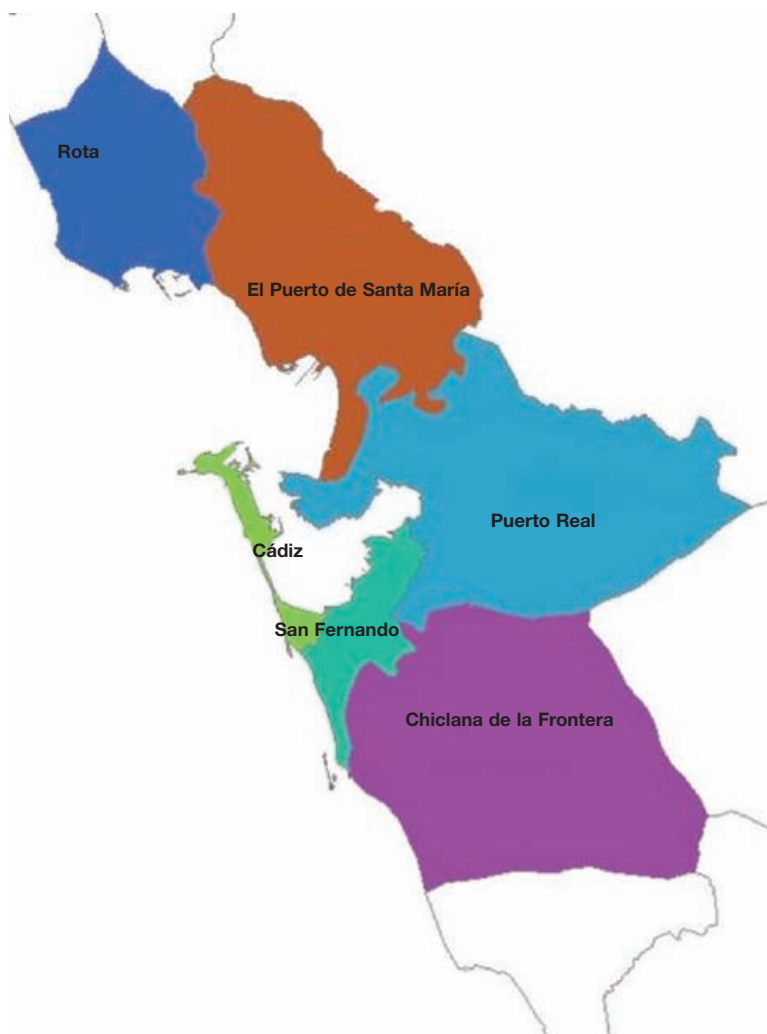 Rota
El Puerto de Santa María
Puerto Real
Cádiz
San Fernando
Chiclana de la Frontera